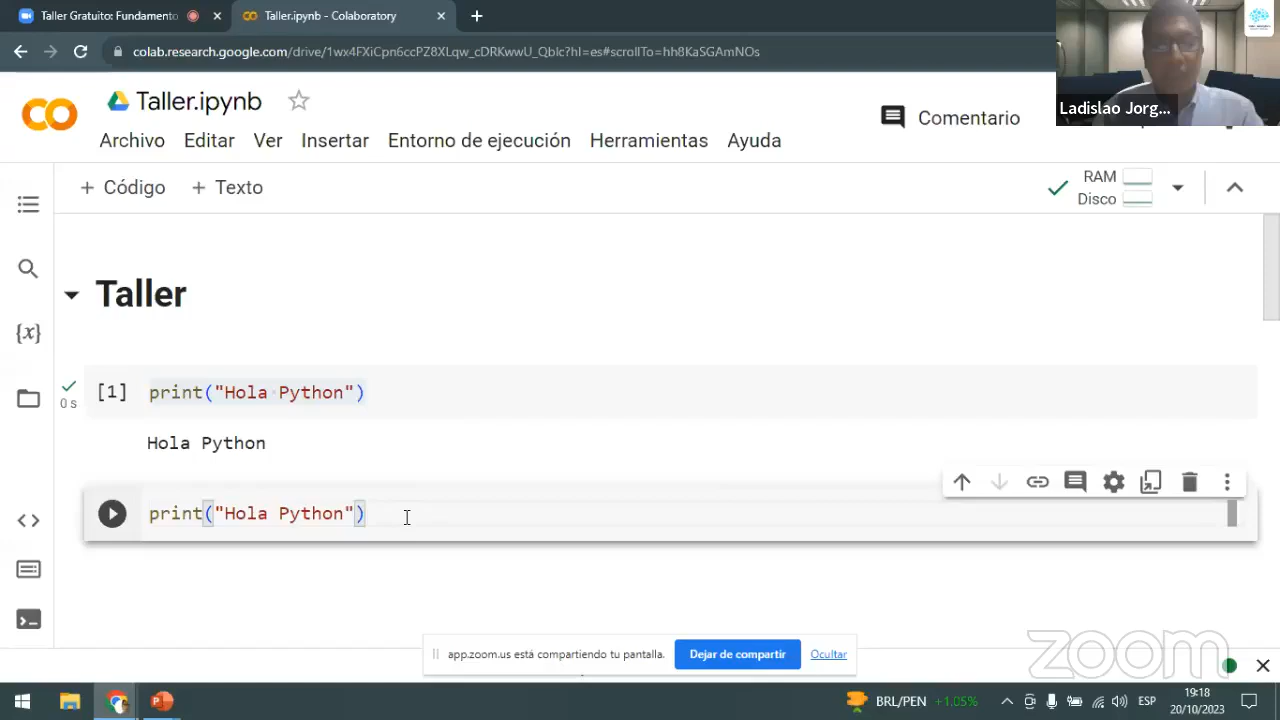 Taller Gratuito: Fundamento
Taller.ipynb - Colaboratory
colab.research.google.com/drive/1wx4FXiCpn6ccPZ8XLqw_cDRKwwU_Qblc?hl=es#scrollTo=hh8KaSGAmNOs
Ladislao Jorg...
Taller.ipynb
Comentario
Archivo Editar Ver Insertar Entorno de ejecución Herramientas Ayuda
+ Código + Texto
RAM
Disco
{x}
Taller
[1] print("Hola Python")
0 s
Hola Python
print("Hola Python")
app.zoom.us está compartiendo tu pantalla. Dejar de compartir Ocultar
zoom
BRL/PEN +1.05%
ESP
19:18
20/10/2023